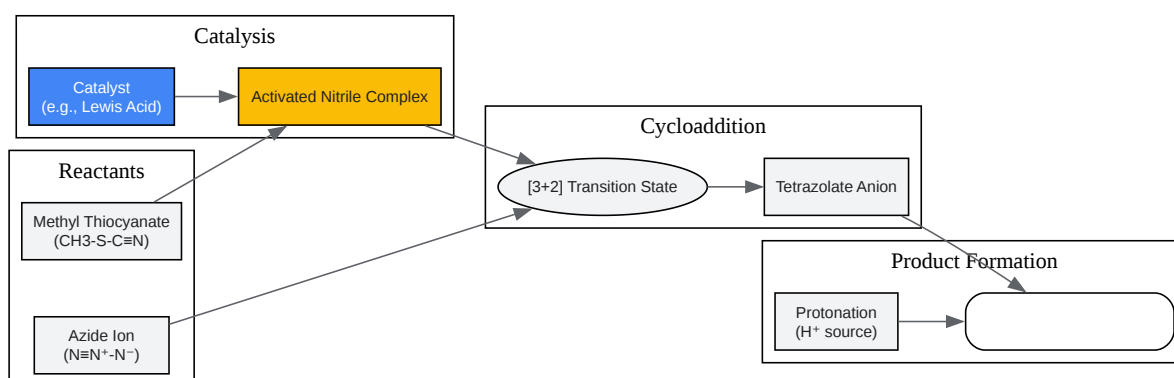 Catalysis
Catalyst
(e.g., Lewis Acid)
Activated Nitrile Complex
Reactants
Methyl Thiocyanate
(CH3-S-C≡N)
Azide Ion
(N≡N⁺-N⁻)
Cycloaddition
[3+2] Transition State
Tetrazolate Anion
Product Formation
Protonation
(H⁺ source)